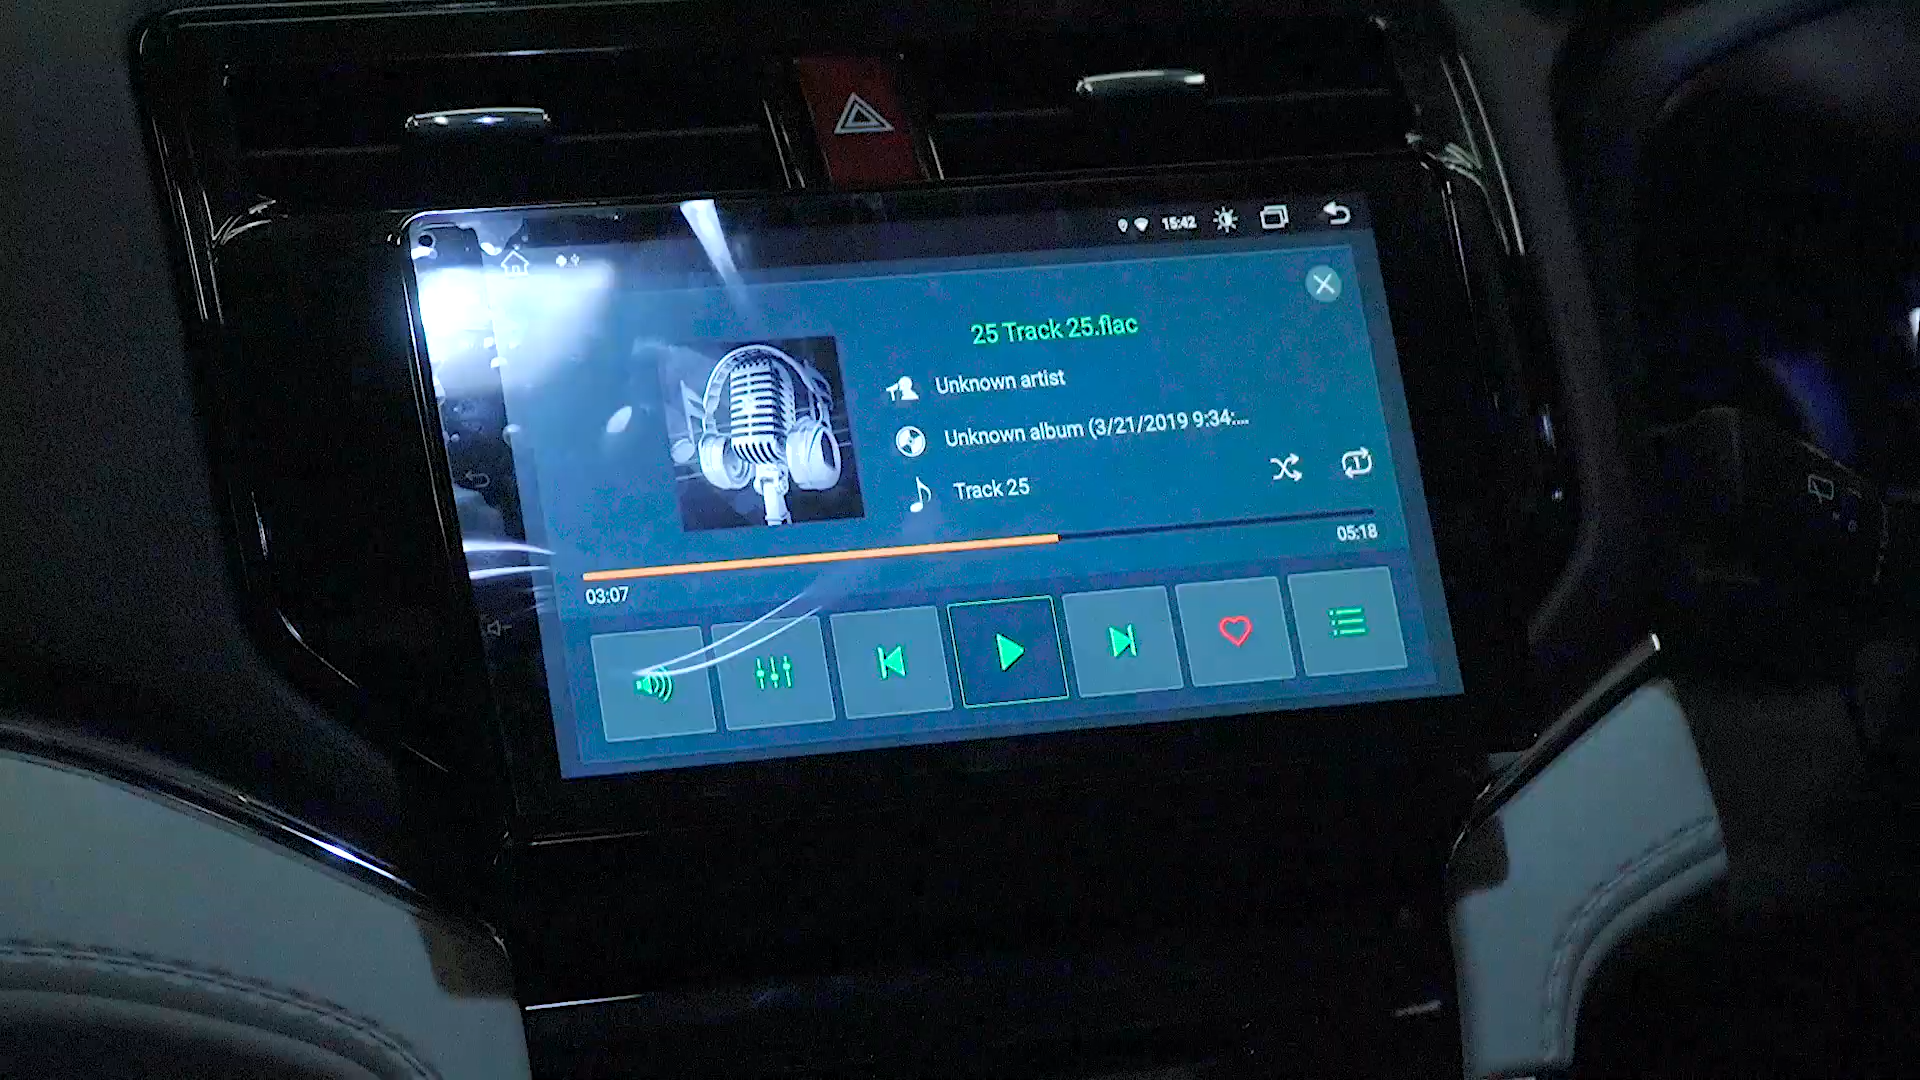 15:42
25 Track 25.flac
Unknown artist
Unknown album (3/21/2019 9:34:...
Track 25
05:18
03:07